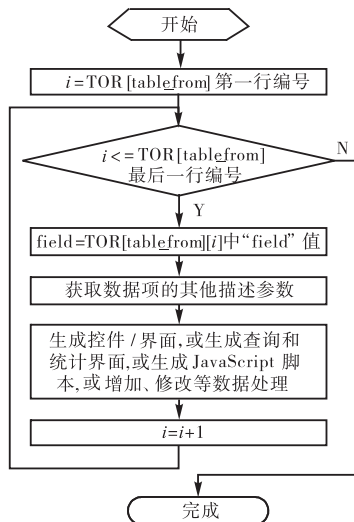 开始
i=TOR[table_from]第一行编号
i<=TOR[table_from]
最后一行编号
N
Y
field=TOR[table_from][i]中“field”值
获取数据项的其他描述参数
生成控件/界面,或生成查询和
统计界面,或生成JavaScript 脚
本,或增加、修改等数据处理
i=i+1
完成